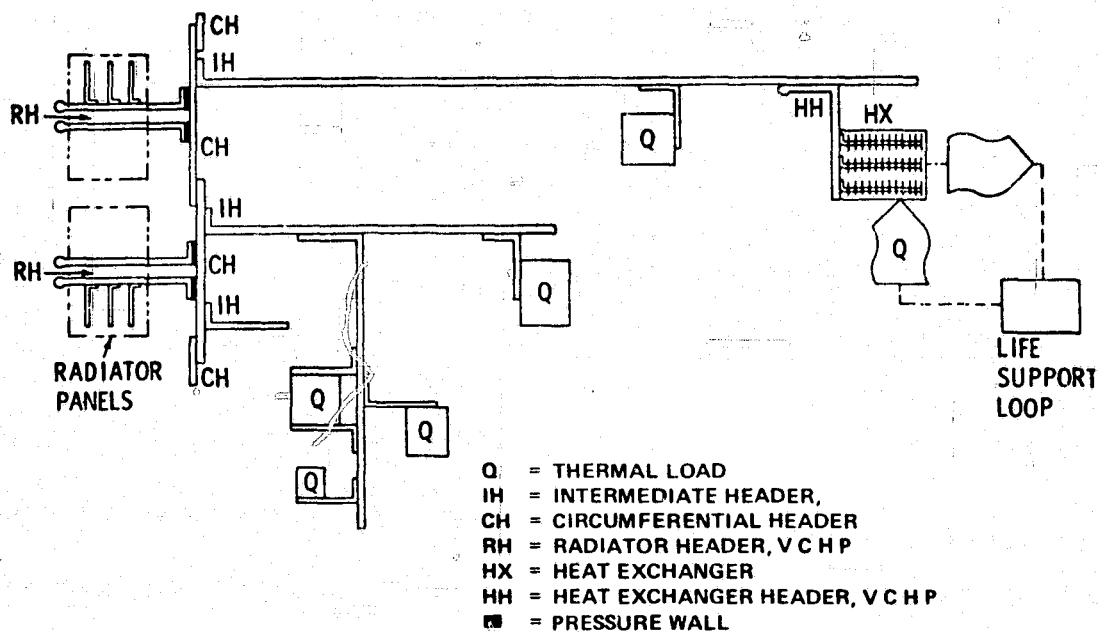 CH
IH
RH
CH
HH
HX
Q
IH
Q
RH
CH
Q
IH
RADIATOR
PANELS
CH
LIFE
SUPPORT
LOOP
Q
Q
Q
Q = THERMAL LOAD
IH = INTERMEDIATE HEADER,
CH = CIRCUMFERENTIAL HEADER
RH = RADIATOR HEADER, V C H P
HX = HEAT EXCHANGER
HH = HEAT EXCHANGER HEADER, V C H P
= PRESSURE WALL